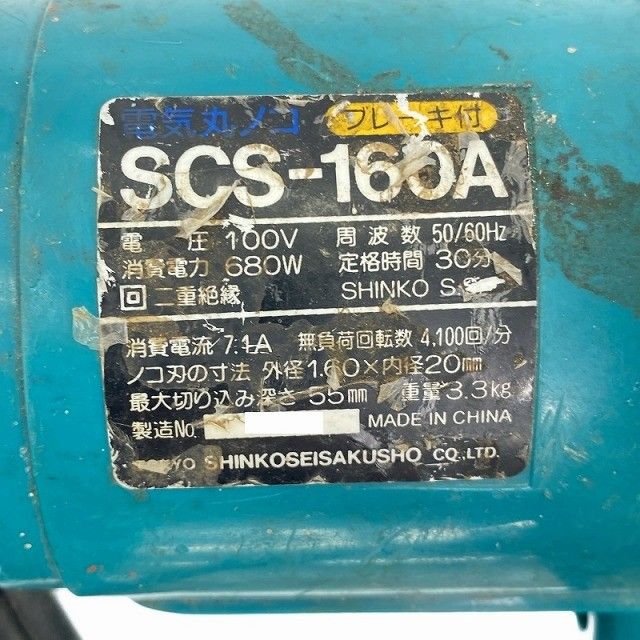 電気丸ノコ ブレーキ付
SCS-160A
電圧 100V 周波数 50/60Hz
消費電力 680W 定格時間 30分
回 二重絶縁 SHINKO S.S.
消費電流 7.1A 無負荷回転数 4,100回/分
ノコ刃の寸法 外径160×内径20mm
最大切り込み深さ 55mm 重量 3.3kg
製造No. MADE IN CHINA
SHINKOSEISAKUSHO CO.,LTD.